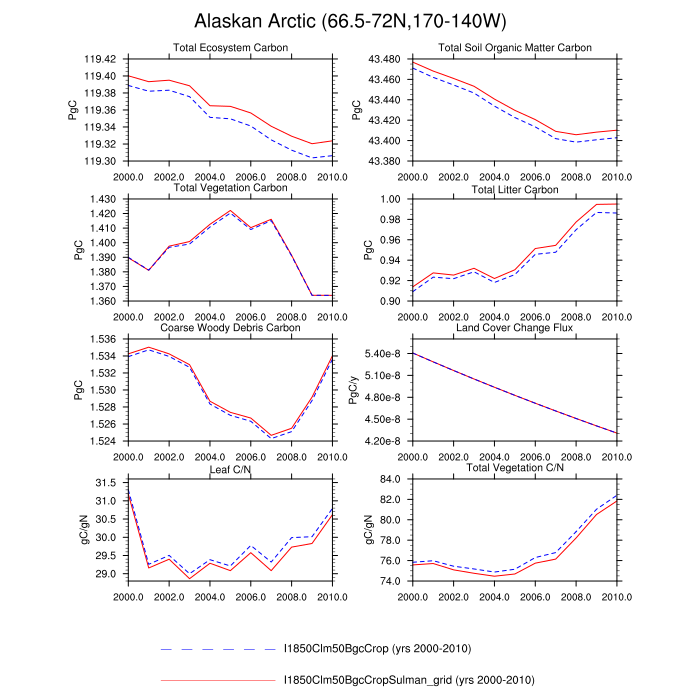 Alaskan Arctic (66.5-72N,170-140W)
Total Ecosystem Carbon
PgC
119.42
119.40
119.38
119.36
119.34
119.32
119.30
2000.0 2002.0 2004.0 2006.0 2008.0 2010.0
Total Soil Organic Matter Carbon
PgC
43.480
43.460
43.440
43.420
43.400
43.380
2000.0 2002.0 2004.0 2006.0 2008.0 2010.0
Total Vegetation Carbon
PgC
1.430
1.420
1.410
1.400
1.390
1.380
1.370
1.360
2000.0 2002.0 2004.0 2006.0 2008.0 2010.0
Total Litter Carbon
PgC
1.00
0.98
0.96
0.94
0.92
0.90
2000.0 2002.0 2004.0 2006.0 2008.0 2010.0
Coarse Woody Debris Carbon
PgC
1.536
1.534
1.532
1.530
1.528
1.526
1.524
2000.0 2002.0 2004.0 2006.0 2008.0 2010.0
Land Cover Change Flux
PgC/y
5.40e-8
5.10e-8
4.80e-8
4.50e-8
4.20e-8
2000.0 2002.0 2004.0 2006.0 2008.0 2010.0
Leaf C/N
gC/gN
31.5
31.0
30.5
30.0
29.5
29.0
2000.0 2002.0 2004.0 2006.0 2008.0 2010.0
Total Vegetation C/N
gC/gN
84.0
82.0
80.0
78.0
76.0
74.0
2000.0 2002.0 2004.0 2006.0 2008.0 2010.0
I1850Clm50BgcCrop (yrs 2000-2010)
I1850Clm50BgcCropSulman_grid (yrs 2000-2010)